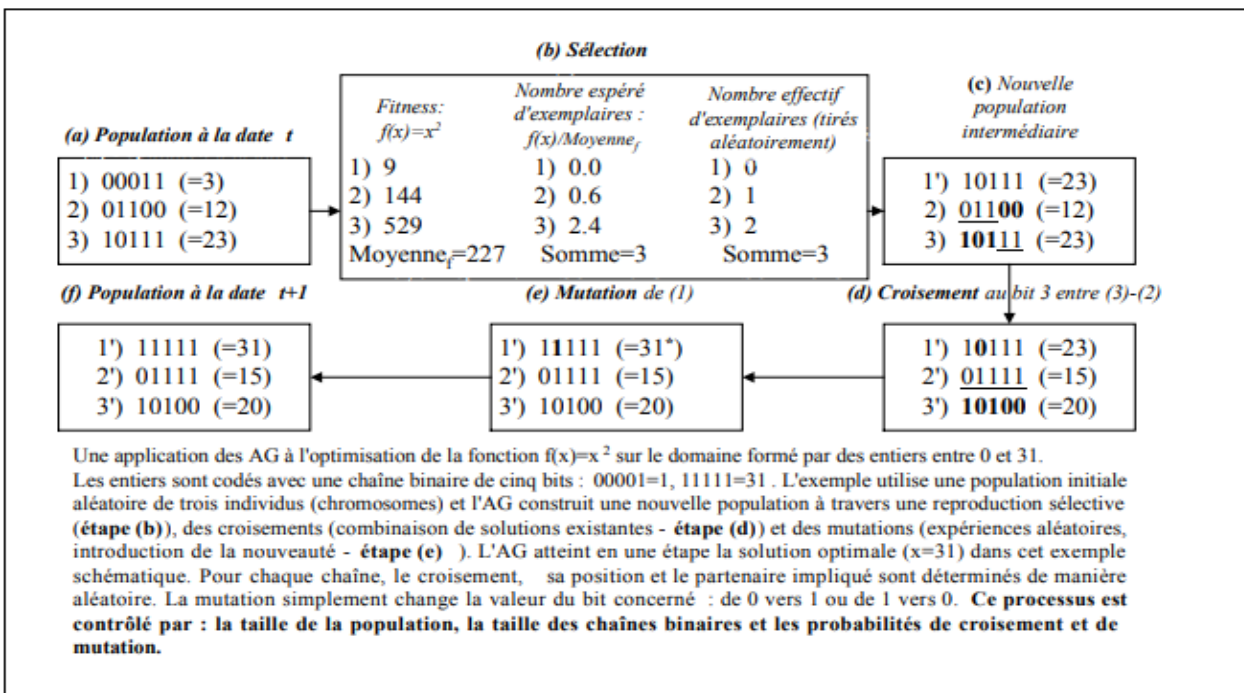 (b) Sélection
(a) Population à la date t
1) 00011 (=3)
2) 01100 (=12)
3) 10111 (=23)
Fitness:
f(x)=x²
1) 9
2) 144
3) 529
Moyenne_f=227
Nombre espéré
d'exemplaires :
f(x)/Moyenne_f
1) 0.0
2) 0.6
3) 2.4
Somme=3
Nombre effectif
d'exemplaires (tirés
aléatoirement)
1) 0
2) 1
3) 2
Somme=3
(c) Nouvelle
population
intermédiaire
1') 10111 (=23)
2) 01100 (=12)
3) 10111 (=23)
(d) Croisement au bit 3 entre (3)-(2)
1') 10111 (=23)
2') 01111 (=15)
3') 10100 (=20)
(e) Mutation de (1)
1') 11111 (=31*)
2') 01111 (=15)
3') 10100 (=20)
(f) Population à la date t+1
1') 11111 (=31)
2') 01111 (=15)
3') 10100 (=20)
Une application des AG à l'optimisation de la fonction f(x)=x² sur le domaine formé par des entiers entre 0 et 31.
Les entiers sont codés avec une chaîne binaire de cinq bits : 00001=1, 11111=31 . L'exemple utilise une population initiale
aléatoire de trois individus (chromosomes) et l'AG construit une nouvelle population à travers une reproduction sélective
(étape (b)), des croisements (combinaison de solutions existantes - étape (d)) et des mutations (expériences aléatoires,
introduction de la nouveauté - étape (e) ). L'AG atteint en une étape la solution optimale (x=31) dans cet exemple
schématique. Pour chaque chaîne, le croisement, sa position et le partenaire impliqué sont déterminés de manière
aléatoire. La mutation simplement change la valeur du bit concerné : de 0 vers 1 ou de 1 vers 0. Ce processus est
contrôlé par : la taille de la population, la taille des chaînes binaires et les probabilités de croisement et de
mutation.